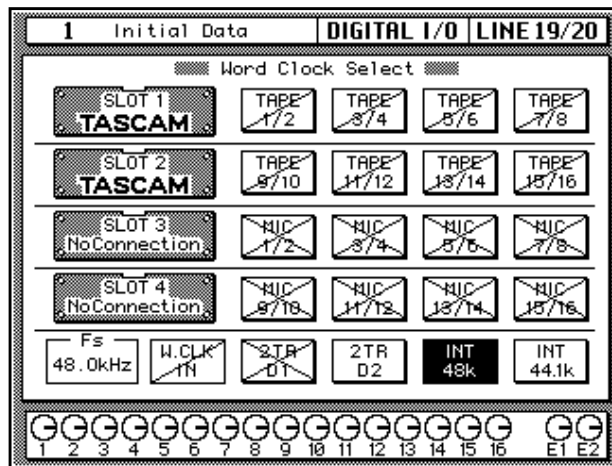 1 Initial Data DIGITAL I/O LINE 19/20
Word Clock Select
SLOT 1
TASCAM
TAPE 1/2
TAPE 3/4
TAPE 5/6
TAPE 7/8
SLOT 2
TASCAM
TAPE 9/10
TAPE 11/12
TAPE 13/14
TAPE 15/16
SLOT 3
NoConnection
MIC 1/2
MIC 3/4
MIC 5/6
MIC 7/8
SLOT 4
NoConnection
MIC 9/10
MIC 11/12
MIC 13/14
MIC 15/16
Fs
48.0kHz
W.CLK IN
2TR D1
2TR D2
INT 48k
INT 44.1k
1 2 3 4 5 6 7 8 9 10 11 12 13 14 15 16 E1 E2